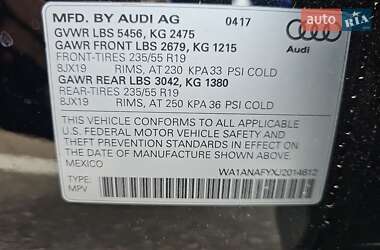 MFD. BY AUDI AG 04 17
GVWR LBS 5456, KG 2475
GAWR FRONT LBS 2679, KG 1215
FRONT-TIRES 235/55 R19
8JX19 RIMS, AT 230 KPA 33 PSI COLD
GAWR REAR LBS 3042, KG 1380
REAR-TIRES 235/55 R19
8JX19 RIMS, AT 250 KPA 36 PSI COLD
Audi
THIS VEHICLE CONFORMS TO ALL APPLICABLE
U.S. FEDERAL MOTOR VEHICLE SAFETY AND
THEFT PREVENTION STANDARDS IN EFFECT ON
THE DATE OF MANUFACTURE SHOWN ABOVE.
MEXICO
WA1ANAFYXJ2014612
TYPE:
MPV